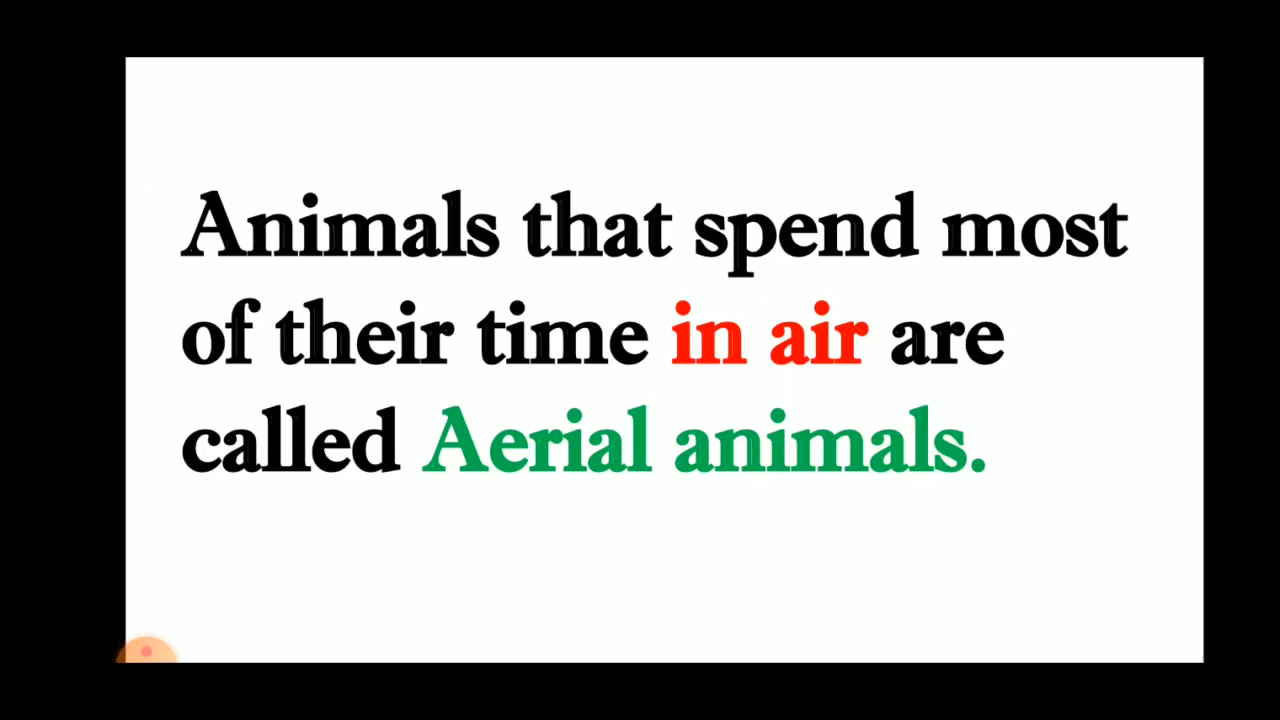 Animals that spend most
of their time in air are
called Aerial animals.